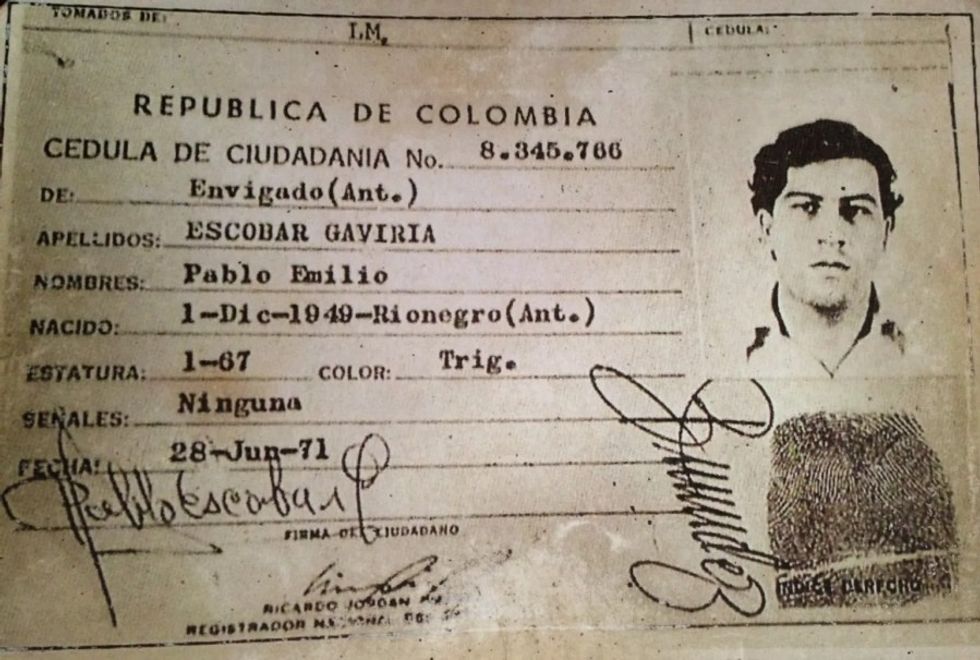 TOMADOS DE:
LM,
CEDULA:
REPUBLICA DE COLOMBIA
CEDULA DE CIUDADANIA No. 8.345.766
DE: Envigado(Ant.)
APELLIDOS: ESCOBAR GAVIRIA
NOMBRES: Pablo Emilio
NACIDO: 1-Dic-1949-Rionegro(Ant.)
ESTATURA: 1-67 COLOR: Trig.
SEÑALES: Ninguna
FECHA: 28-Jun-71
Pablo Escobar G
FIRMA DEL CIUDADANO
INDICE DERECHO
RICARDO JORDAN
REGISTRADOR